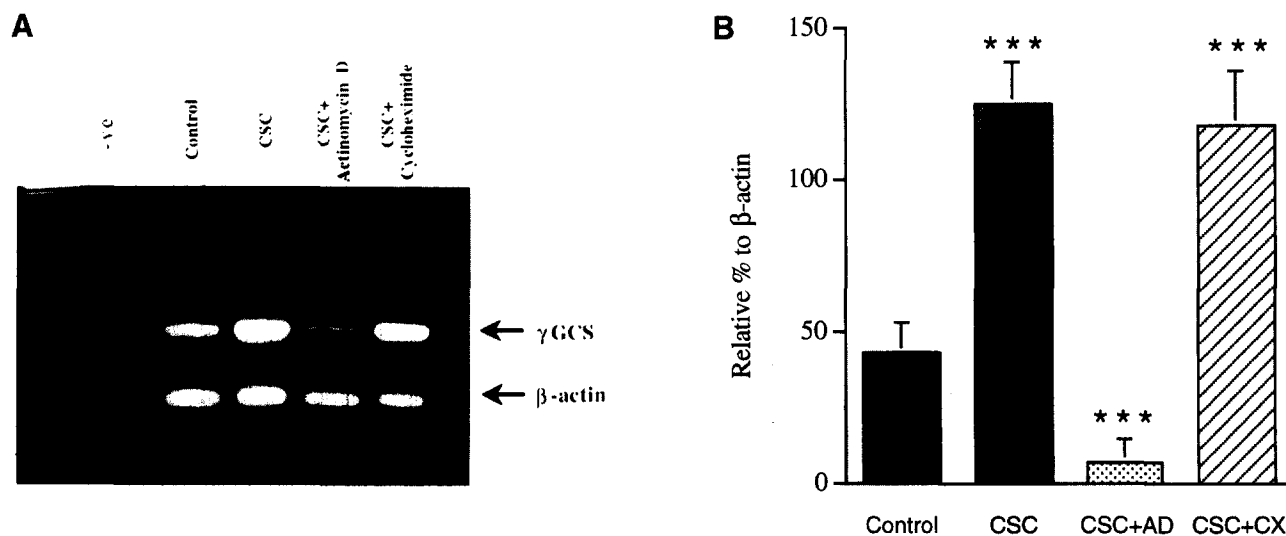 A
-ve
Control
CSC
CSC+
Actinomycin D
CSC+
Cycloheximide
γGCS
β-actin
B
Relative % to β-actin
150
100
50
0
***
***
***
Control
CSC
CSC+AD
CSC+CX